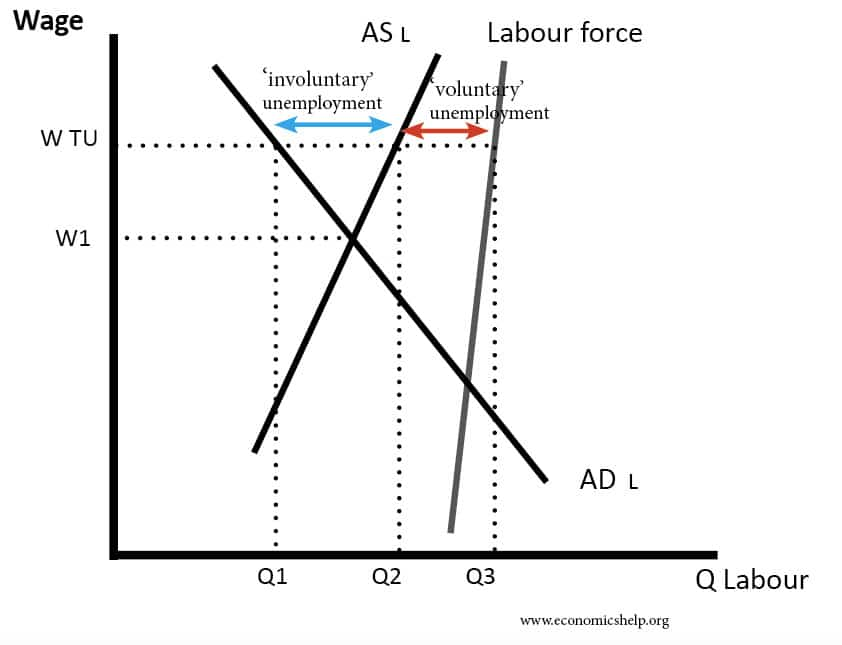 Wage
AS L
Labour force
‘involuntary’
unemployment
‘voluntary’
unemployment
W TU
W1
AD L
Q1
Q2
Q3
Q Labour
www.economicshelp.org